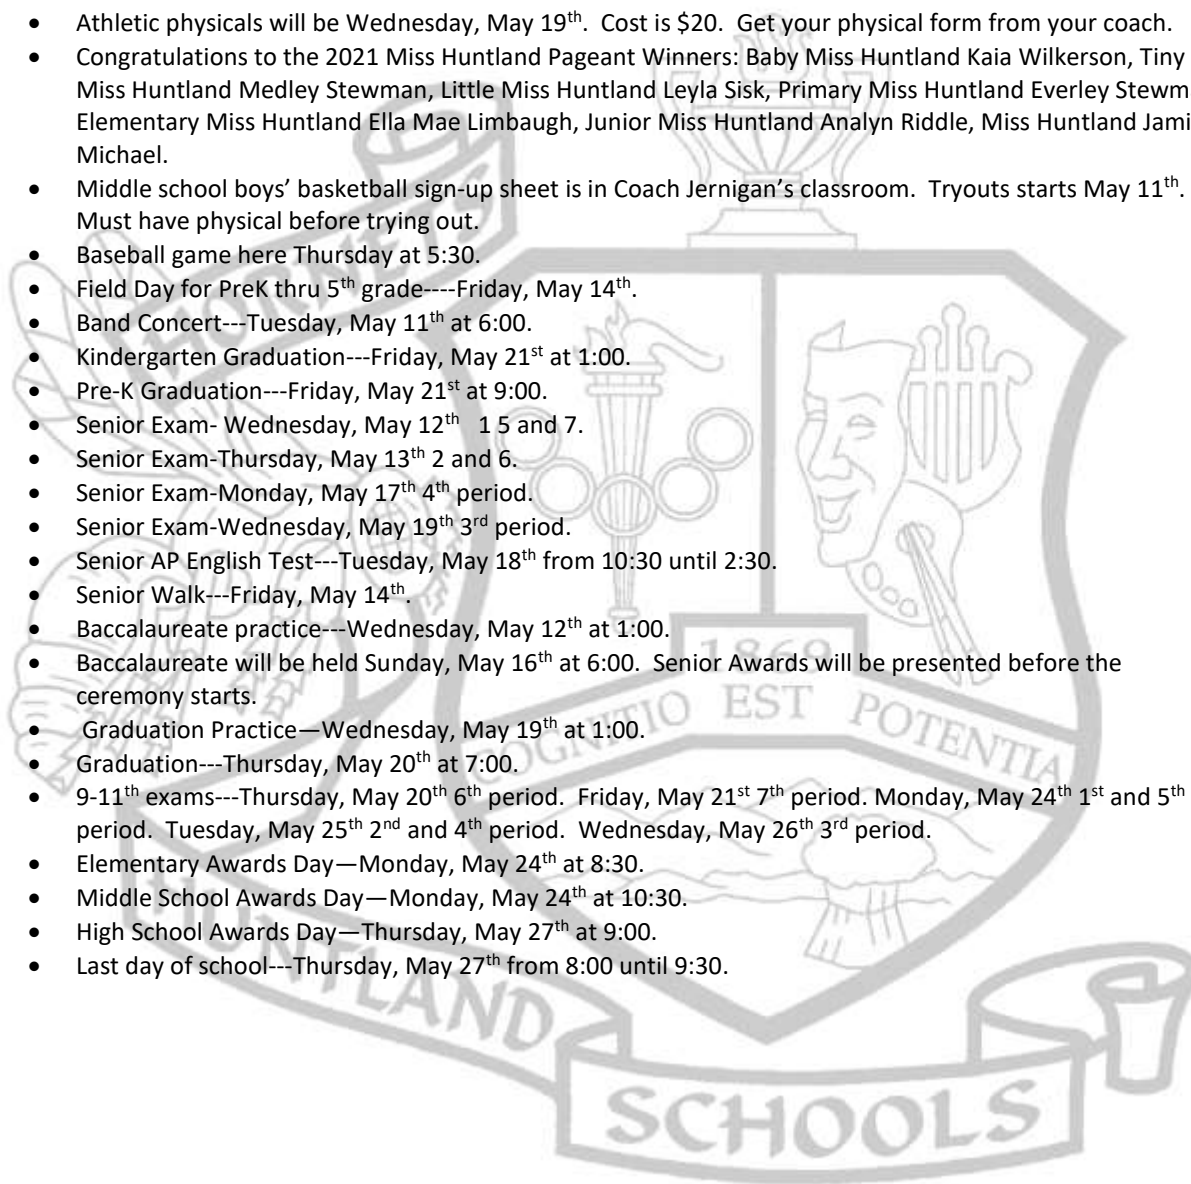 • Athletic physicals will be Wednesday, May 19th. Cost is $20. Get your physical form from your coach.
• Congratulations to the 2021 Miss Huntland Pageant Winners: Baby Miss Huntland Kaia Wilkerson, Tiny
Miss Huntland Medley Stewman, Little Miss Huntland Leyla Sisk, Primary Miss Huntland Everley Stewm
Elementary Miss Huntland Ella Mae Limbaugh, Junior Miss Huntland Analyn Riddle, Miss Huntland Jami
Michael.
• Middle school boys’ basketball sign-up sheet is in Coach Jernigan’s classroom. Tryouts starts May 11th.
Must have physical before trying out.
• Baseball game here Thursday at 5:30.
• Field Day for PreK thru 5th grade----Friday, May 14th.
• Band Concert---Tuesday, May 11th at 6:00.
• Kindergarten Graduation---Friday, May 21st at 1:00.
• Pre-K Graduation---Friday, May 21st at 9:00.
• Senior Exam- Wednesday, May 12th 1 5 and 7.
• Senior Exam-Thursday, May 13th 2 and 6.
• Senior Exam-Monday, May 17th 4th period.
• Senior Exam-Wednesday, May 19th 3rd period.
• Senior AP English Test---Tuesday, May 18th from 10:30 until 2:30.
• Senior Walk---Friday, May 14th.
• Baccalaureate practice---Wednesday, May 12th at 1:00.
• Baccalaureate will be held Sunday, May 16th at 6:00. Senior Awards will be presented before the
ceremony starts.
• Graduation Practice—Wednesday, May 19th at 1:00.
• Graduation---Thursday, May 20th at 7:00.
• 9-11th exams---Thursday, May 20th 6th period. Friday, May 21st 7th period. Monday, May 24th 1st and 5th
period. Tuesday, May 25th 2nd and 4th period. Wednesday, May 26th 3rd period.
• Elementary Awards Day—Monday, May 24th at 8:30.
• Middle School Awards Day—Monday, May 24th at 10:30.
• High School Awards Day—Thursday, May 27th at 9:00.
• Last day of school---Thursday, May 27th from 8:00 until 9:30.
HORNETS
1869
COGNITIO EST POTENTIA
HUNTLAND
SCHOOLS